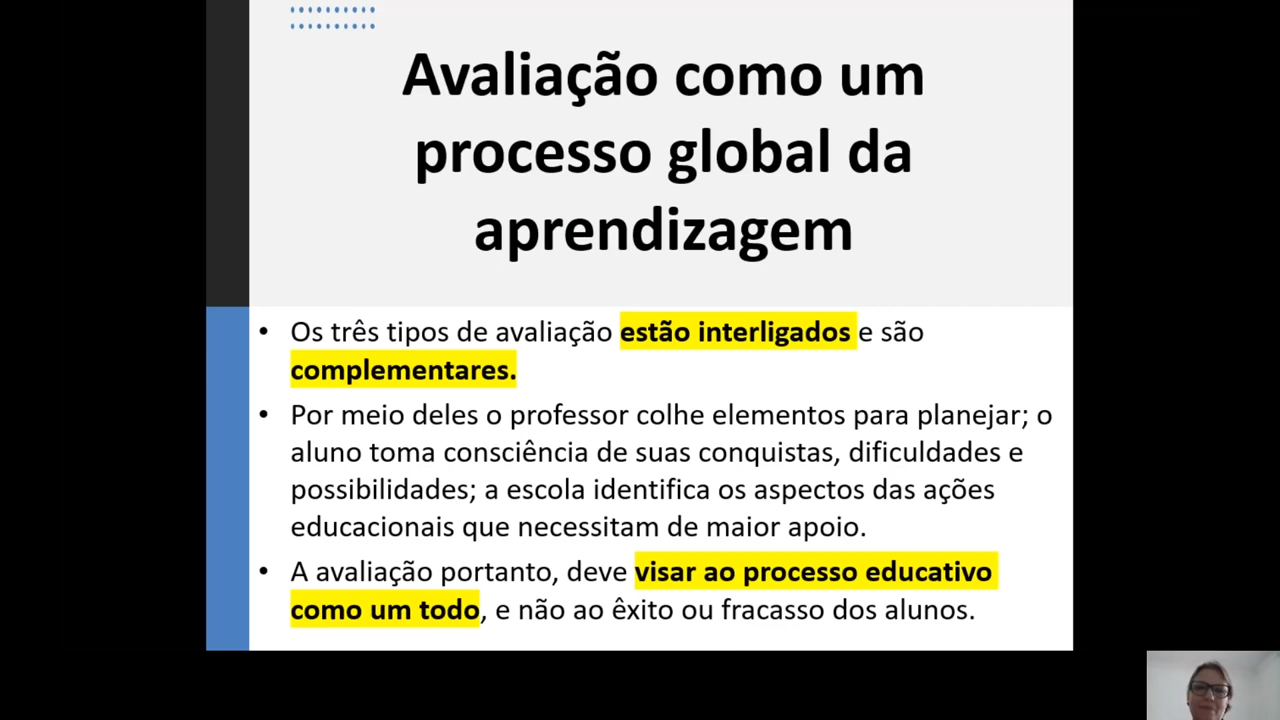 Avaliação como um
processo global da
aprendizagem
• Os três tipos de avaliação estão interligados e são
complementares.
• Por meio deles o professor colhe elementos para planejar; o
aluno toma consciência de suas conquistas, dificuldades e
possibilidades; a escola identifica os aspectos das ações
educacionais que necessitam de maior apoio.
• A avaliação portanto, deve visar ao processo educativo
como um todo, e não ao êxito ou fracasso dos alunos.